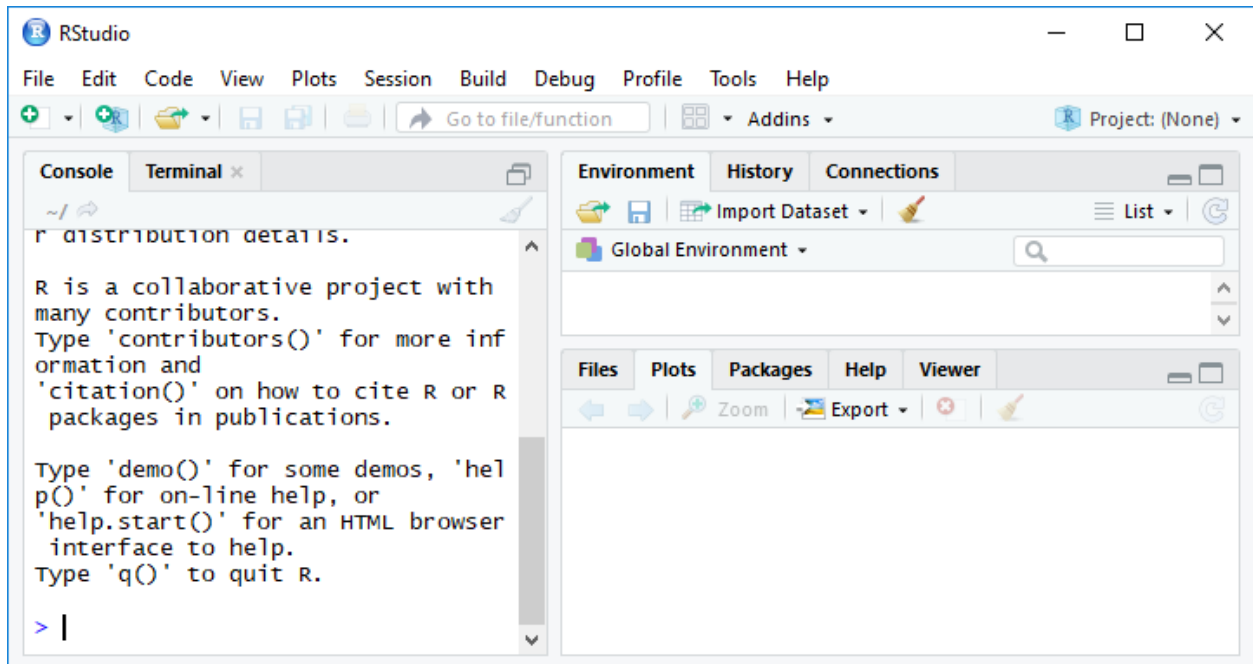 RStudio
File Edit Code View Plots Session Build Debug Profile Tools Help
Go to file/function Addins Project: (None)
Console Terminal
~/
r distribution details.
R is a collaborative project with
many contributors.
Type 'contributors()' for more inf
ormation and
'citation()' on how to cite R or R
packages in publications.
Type 'demo()' for some demos, 'hel
p()' for on-line help, or
'help.start()' for an HTML browser
interface to help.
Type 'q()' to quit R.
>
Environment History Connections
Import Dataset List
Global Environment
Files Plots Packages Help Viewer
Zoom Export